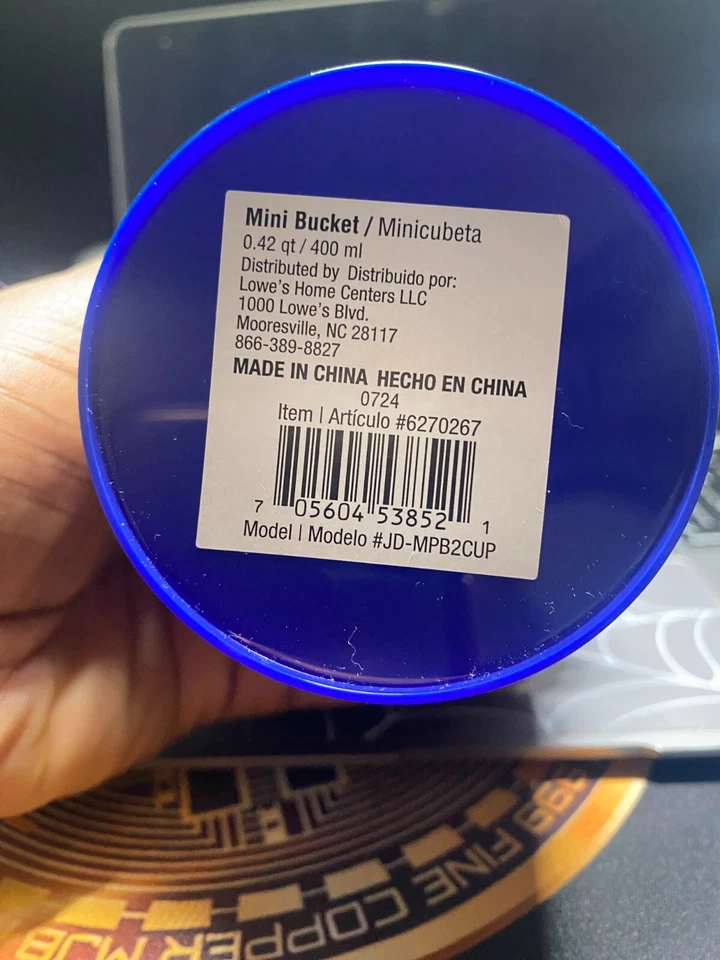 Mini Bucket / Minicubeta
0.42 qt / 400 ml
Distributed by Distribuido por:
Lowe's Home Centers LLC
1000 Lowe's Blvd.
Mooresville, NC 28117
866-389-8827
MADE IN CHINA HECHO EN CHINA
0724
Item | Artículo #6270267
7 05604 53852 1
Model | Modelo #JD-MPB2CUP
FINE COPPER MJB